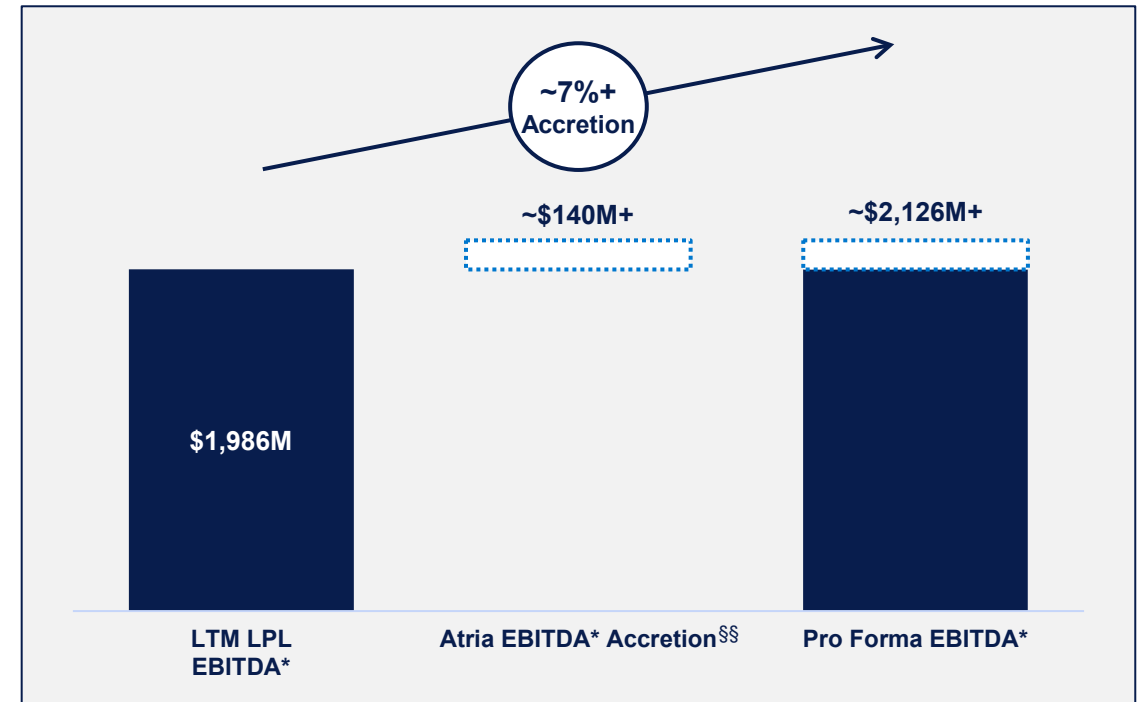 ~7%+
Accretion
~$140M+
~$2,126M+
$1,986M
LTM LPL
EBITDA*
Atria EBITDA* Accretion§§
Pro Forma EBITDA*